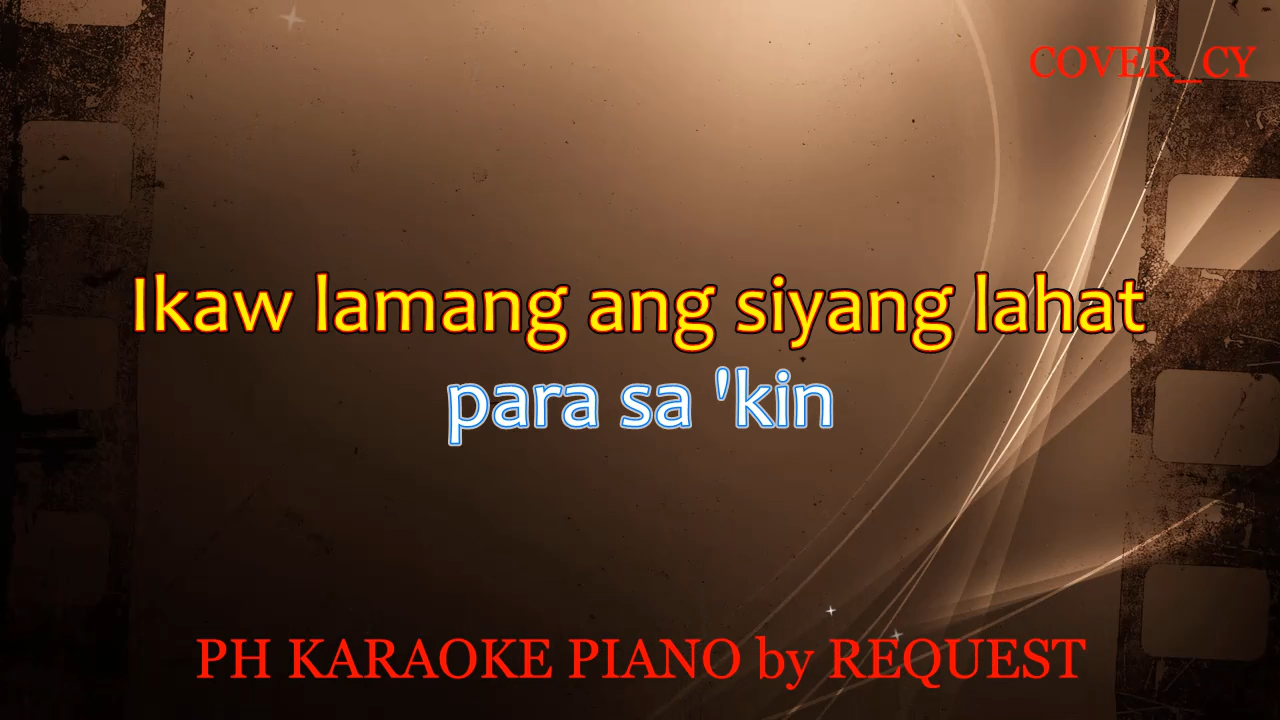 COVER_CY
Ikaw lamang ang siyang lahat
para sa 'kin
PH KARAOKE PIANO by REQUEST